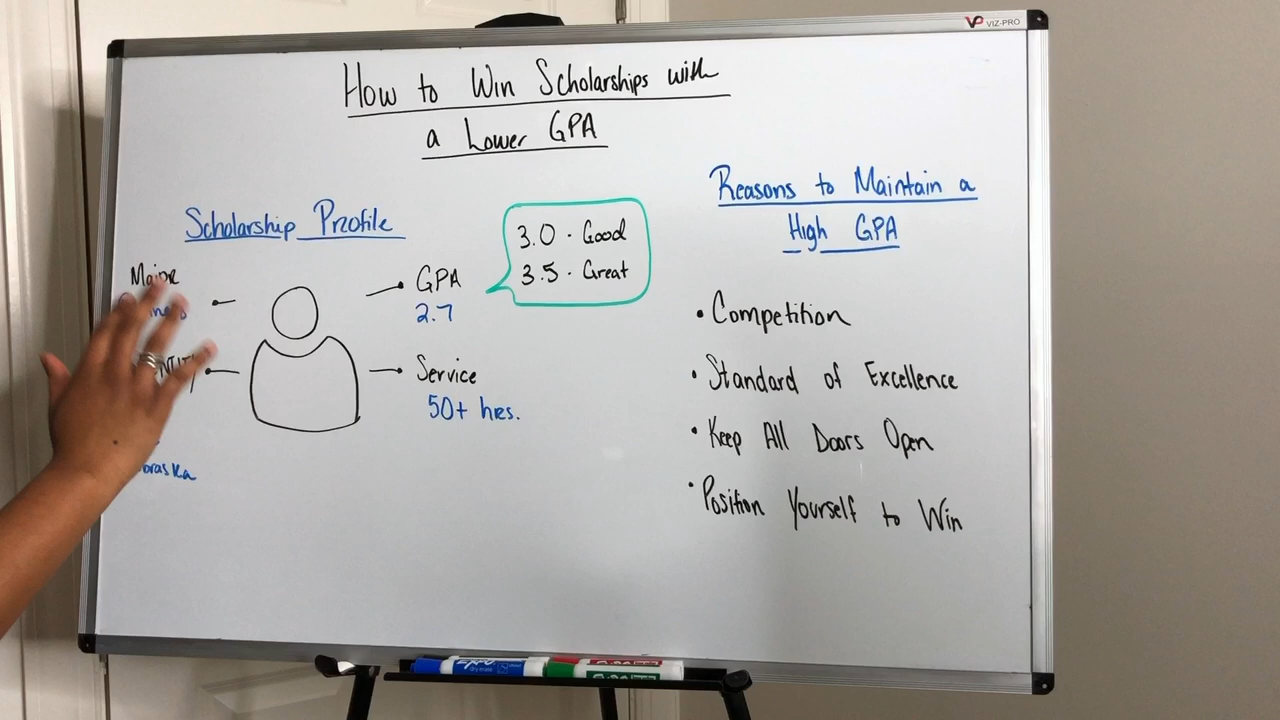 VIZ-PRO
How to Win Scholarships with
a Lower GPA
Scholarship Profile
Major
GPA
2.7
3.0 - Good
3.5 - Great
Service
50+ hrs.
Reasons to Maintain a
High GPA
• Competition
• Standard of Excellence
• Keep All Doors Open
• Position Yourself to Win
EXPO